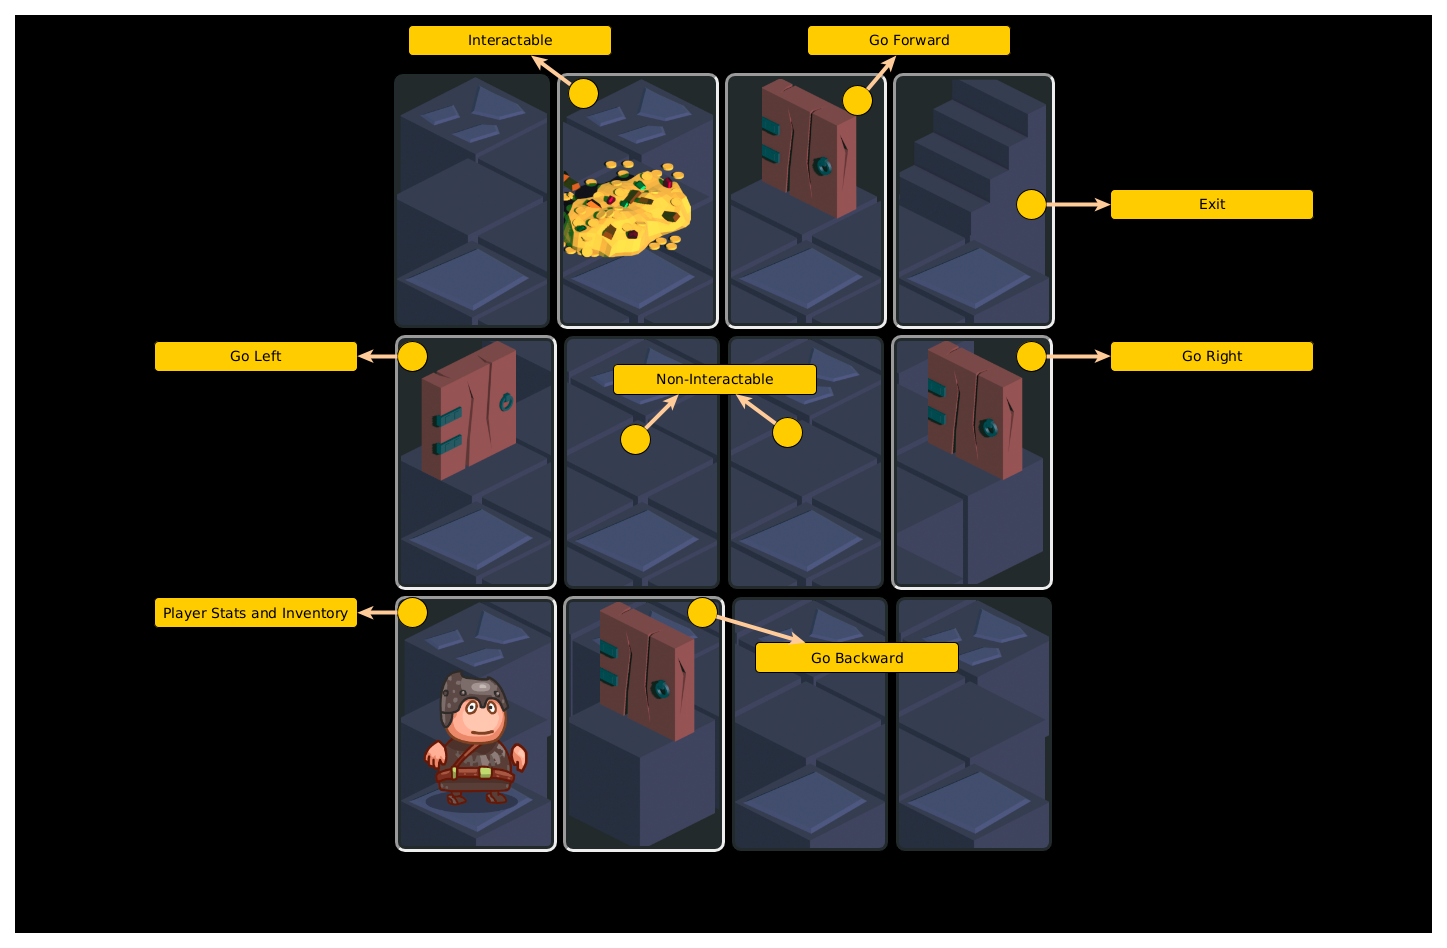 Interactable
Go Forward
Exit
Go Left
Non-Interactable
Go Right
Player Stats and Inventory
Go Backward